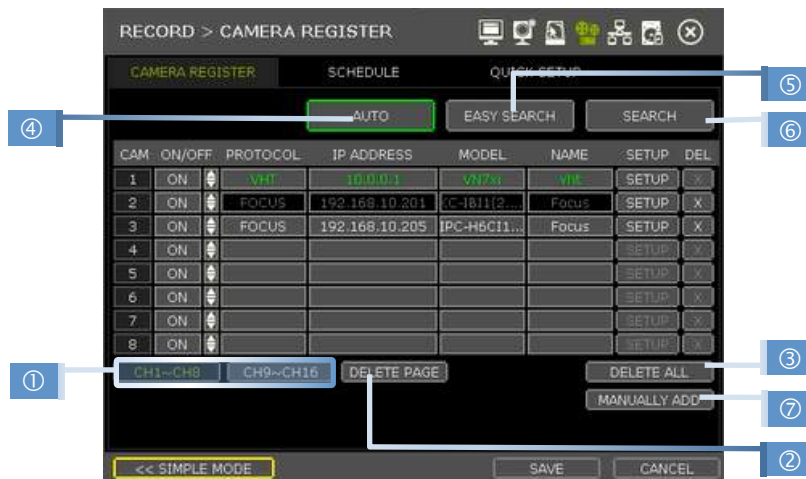 RECORD > CAMERA REGISTER
CAMERA REGISTER SCHEDULE QUICK SETUP
⑤
④ AUTO EASY SEARCH SEARCH ⑥
CAM ON/OFF PROTOCOL IP ADDRESS MODEL NAME SETUP DEL
1 ON VHT 10.0.0.1 VN7xi vht SETUP X
2 ON FOCUS 192.168.10.201 Focus SETUP X
3 ON FOCUS 192.168.10.205 IPC-H6CI1... Focus SETUP X
4 ON SETUP X
5 ON SETUP X
6 ON SETUP X
7 ON SETUP X
8 ON SETUP X
① CH1~CH8 CH9~CH16 DELETE PAGE DELETE ALL ③
MANUALLY ADD ⑦
②
<< SIMPLE MODE SAVE CANCEL